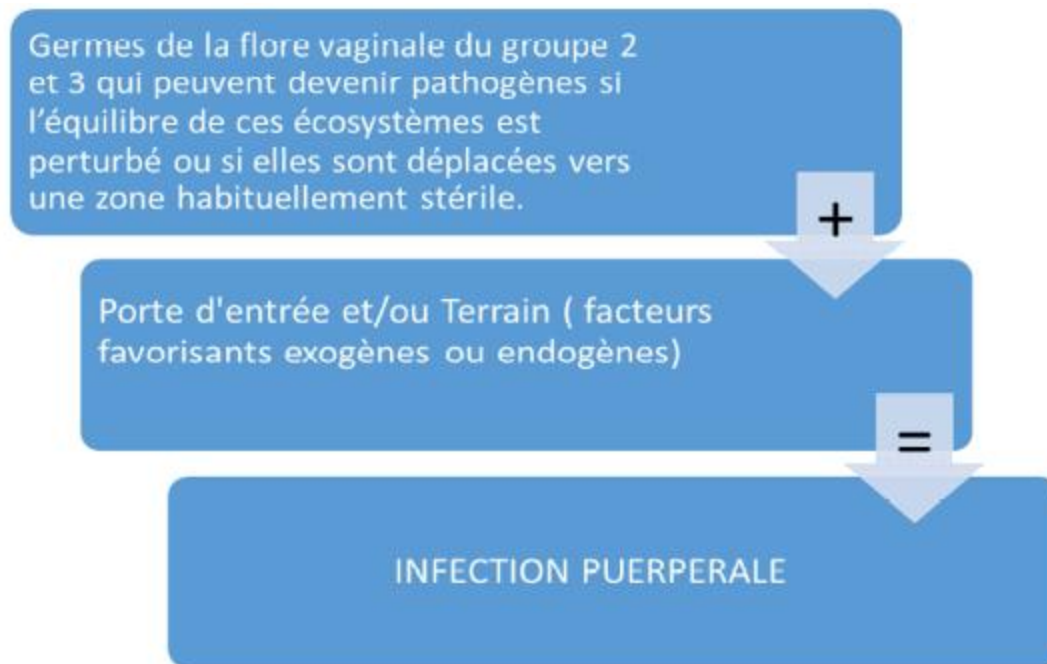 Germes de la flore vaginale du groupe 2
et 3 qui peuvent devenir pathogènes si
l’équilibre de ces écosystèmes est
perturbé ou si elles sont déplacées vers
une zone habituellement stérile.
+
Porte d'entrée et/ou Terrain ( facteurs
favorisants exogènes ou endogènes)
=
INFECTION PUERPERALE